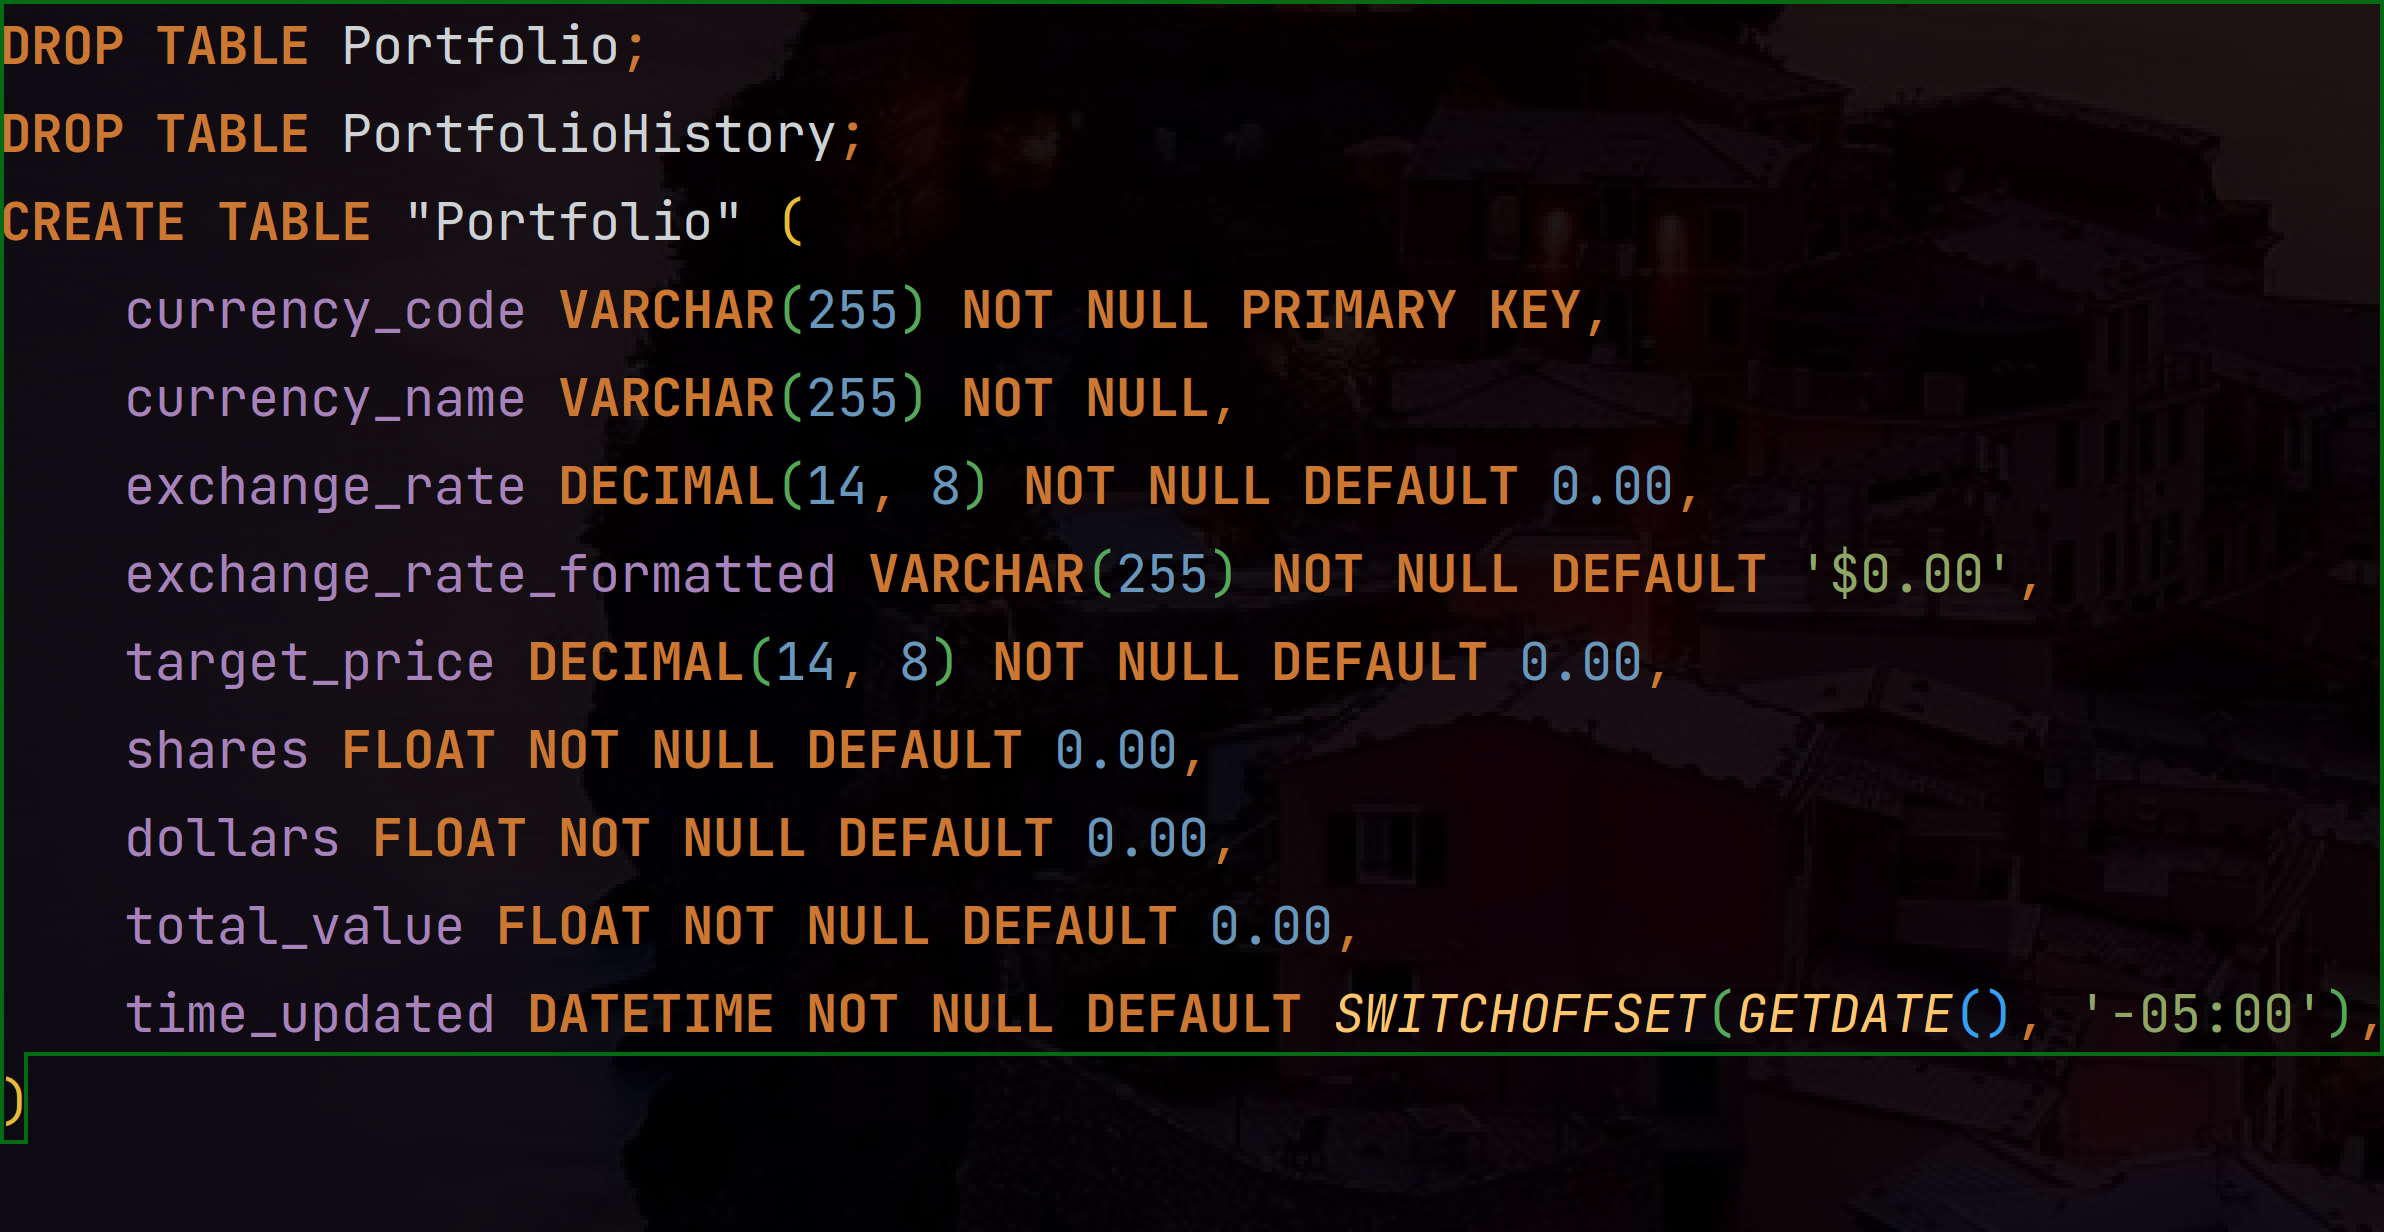 DROP TABLE Portfolio;
DROP TABLE PortfolioHistory;
CREATE TABLE "Portfolio" (
    currency_code VARCHAR(255) NOT NULL PRIMARY KEY,
    currency_name VARCHAR(255) NOT NULL,
    exchange_rate DECIMAL(14, 8) NOT NULL DEFAULT 0.00,
    exchange_rate_formatted VARCHAR(255) NOT NULL DEFAULT '$0.00',
    target_price DECIMAL(14, 8) NOT NULL DEFAULT 0.00,
    shares FLOAT NOT NULL DEFAULT 0.00,
    dollars FLOAT NOT NULL DEFAULT 0.00,
    total_value FLOAT NOT NULL DEFAULT 0.00,
    time_updated DATETIME NOT NULL DEFAULT SWITCHOFFSET(GETDATE(), '-05:00'),
)